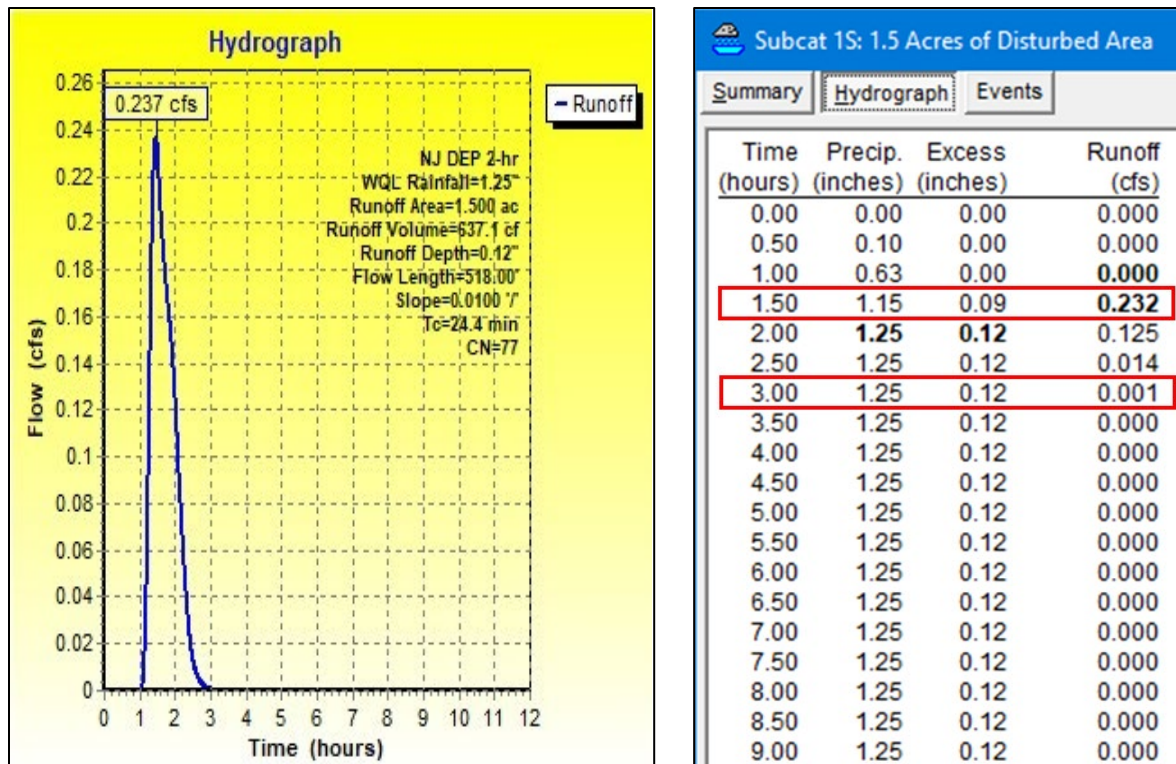 Hydrograph
0.26
0.24
0.22
0.2
0.18
0.16
0.14
0.12
0.1
0.08
0.06
0.04
0.02
0
Flow (cfs)
0.237 cfs
Runoff
NJ DEP 2-hr
WQL Rainfall=1.25"
Runoff Area=1.500 ac
Runoff Volume=637.1 cf
Runoff Depth=0.12"
Flow Length=518.00'
Slope=0.0100 '/'
Tc=24.4 min
CN=77
0 1 2 3 4 5 6 7 8 9 10 11 12
Time (hours)
Subcat 1S: 1.5 Acres of Disturbed Area
Summary Hydrograph Events
Time Precip. Excess Runoff
(hours) (inches) (inches) (cfs)
0.00 0.00 0.00 0.000
0.50 0.10 0.00 0.000
1.00 0.63 0.00 0.000
1.50 1.15 0.09 0.232
2.00 1.25 0.12 0.125
2.50 1.25 0.12 0.014
3.00 1.25 0.12 0.001
3.50 1.25 0.12 0.000
4.00 1.25 0.12 0.000
4.50 1.25 0.12 0.000
5.00 1.25 0.12 0.000
5.50 1.25 0.12 0.000
6.00 1.25 0.12 0.000
6.50 1.25 0.12 0.000
7.00 1.25 0.12 0.000
7.50 1.25 0.12 0.000
8.00 1.25 0.12 0.000
8.50 1.25 0.12 0.000
9.00 1.25 0.12 0.000